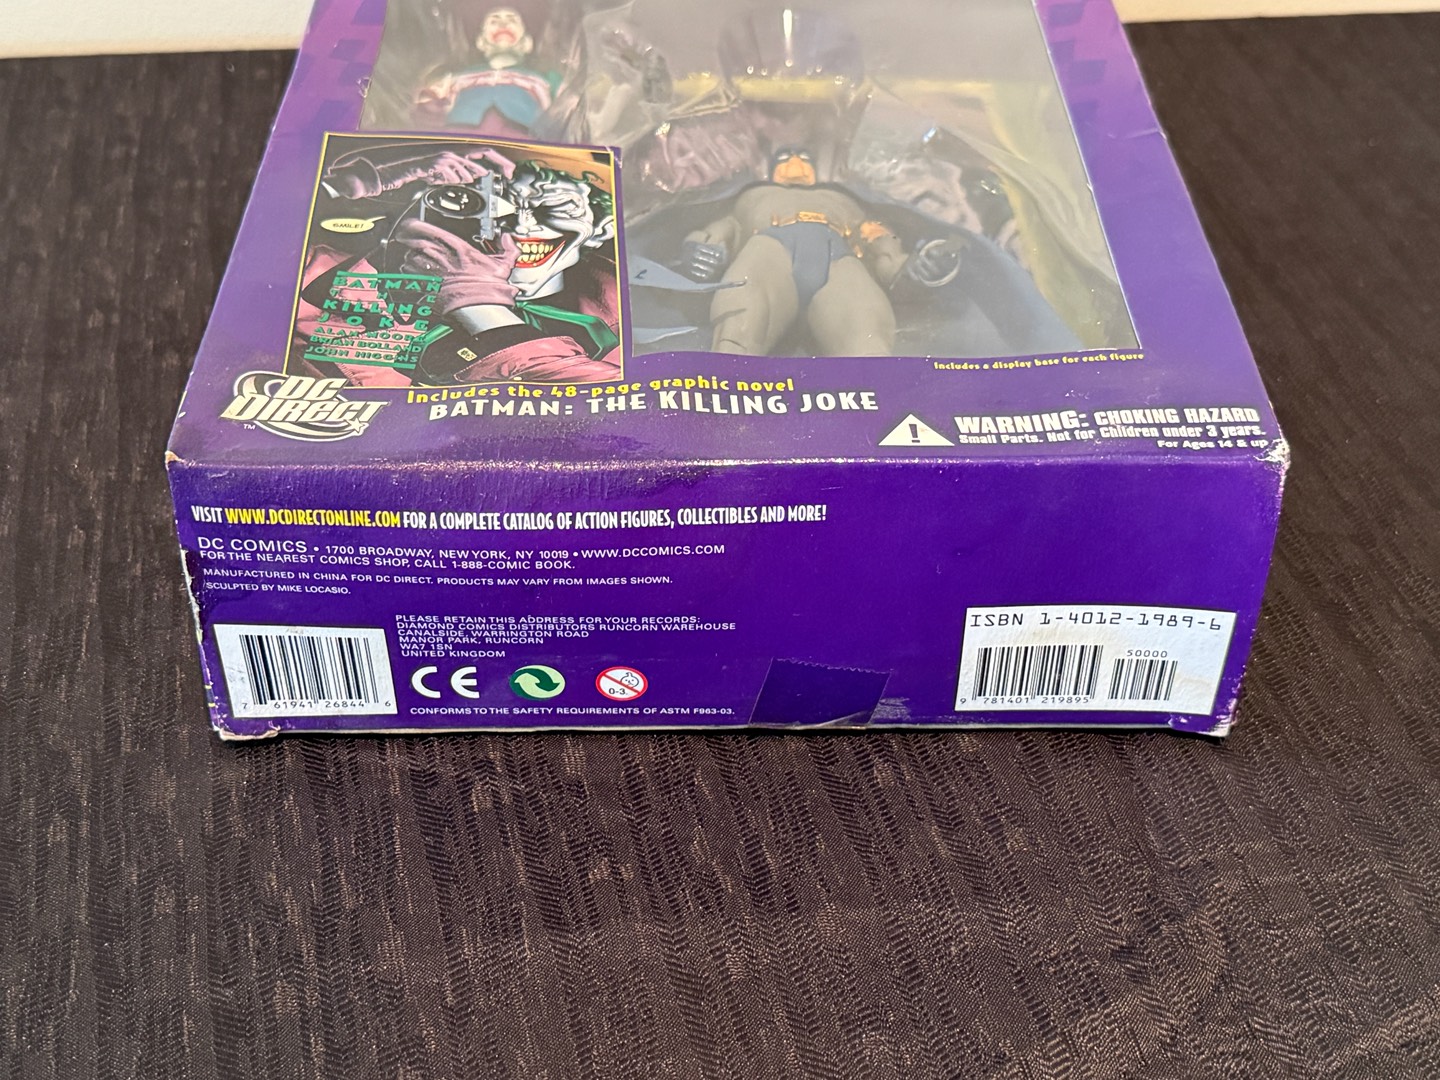 SMILE!
BATMAN
THE
KILLING
JOKE
ALAN MOORE
BRIAN BOLLAND
JOHN HIGGINS
Includes a display base for each figure
DC
DIRECT
TM
Includes the 48-page graphic novel
BATMAN: THE KILLING JOKE
WARNING: CHOKING HAZARD
Small Parts. Not for Children under 3 years.
For Ages 14 & up
VISIT WWW.DCDIRECTONLINE.COM FOR A COMPLETE CATALOG OF ACTION FIGURES, COLLECTIBLES AND MORE!
DC COMICS • 1700 BROADWAY, NEW YORK, NY 10019 • WWW.DCCOMICS.COM
FOR THE NEAREST COMICS SHOP, CALL 1-888-COMIC BOOK.
MANUFACTURED IN CHINA FOR DC DIRECT. PRODUCTS MAY VARY FROM IMAGES SHOWN.
SCULPTED BY MIKE LOCASIO.
PLEASE RETAIN THIS ADDRESS FOR YOUR RECORDS:
DIAMOND COMICS DISTRIBUTORS RUNCORN WAREHOUSE
CANALSIDE, WARRINGTON ROAD
MANOR PARK, RUNCORN
WA7 1SN
UNITED KINGDOM
7 61941 26844 6
CE
0-3
CONFORMS TO THE SAFETY REQUIREMENTS OF ASTM F963-03.
ISBN 1-4012-1989-6
50000
9 781401 219895